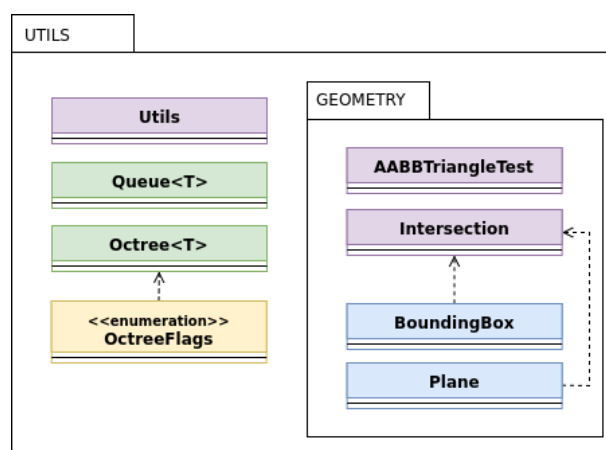 UTILS
Utils
Queue<T>
Octree<T>
<<enumeration>>
OctreeFlags
GEOMETRY
AABBTriangleTest
Intersection
BoundingBox
Plane